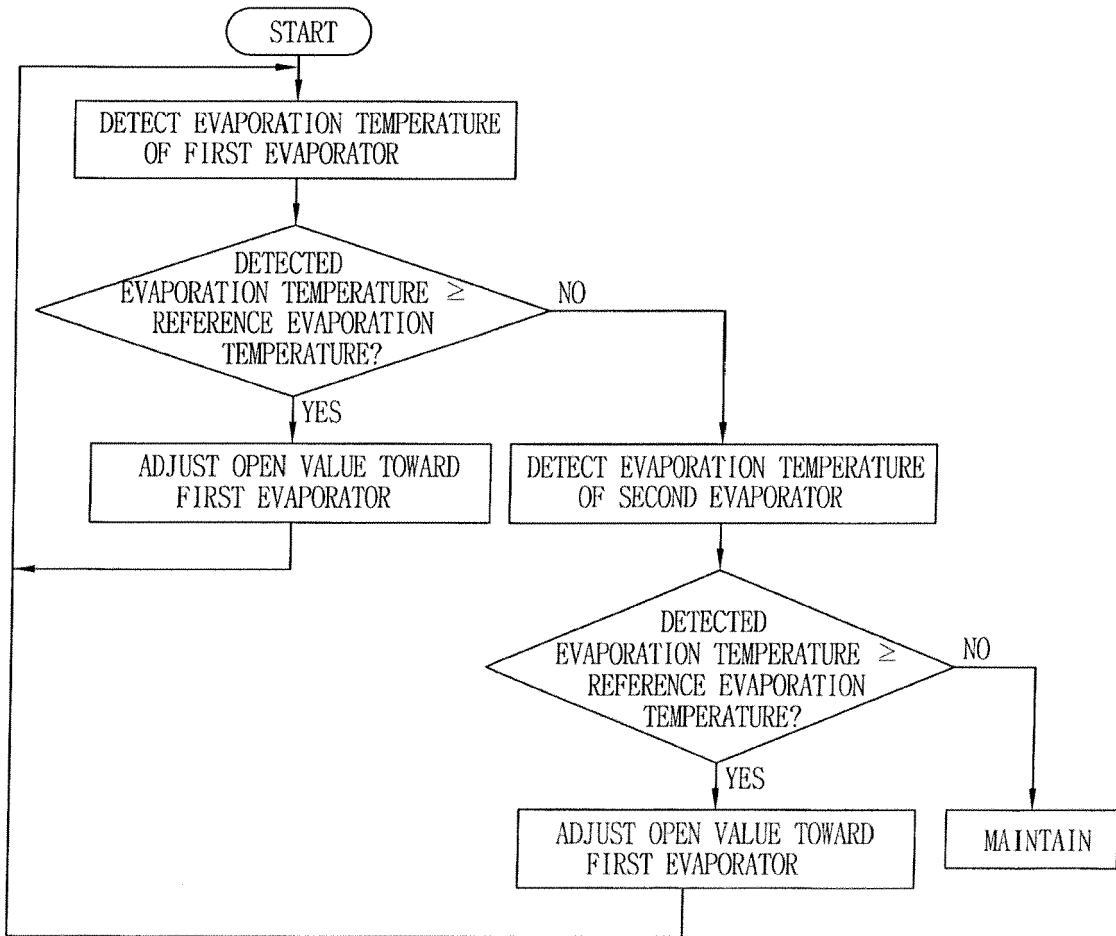 START
DETECT EVAPORATION TEMPERATURE
OF FIRST EVAPORATOR
DETECTED
EVAPORATION TEMPERATURE ≥
REFERENCE EVAPORATION
TEMPERATURE?
NO
YES
ADJUST OPEN VALUE TOWARD
FIRST EVAPORATOR
DETECT EVAPORATION TEMPERATURE
OF SECOND EVAPORATOR
DETECTED
EVAPORATION TEMPERATURE ≥
REFERENCE EVAPORATION
TEMPERATURE?
NO
YES
ADJUST OPEN VALUE TOWARD
FIRST EVAPORATOR
MAINTAIN